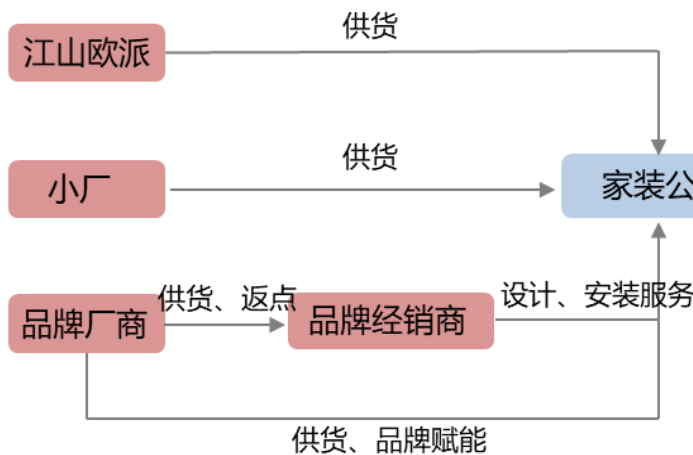 供货
江山欧派
供货
小厂
家装公
供货、返点
设计、安装服务
品牌厂商
品牌经销商
供货、品牌赋能